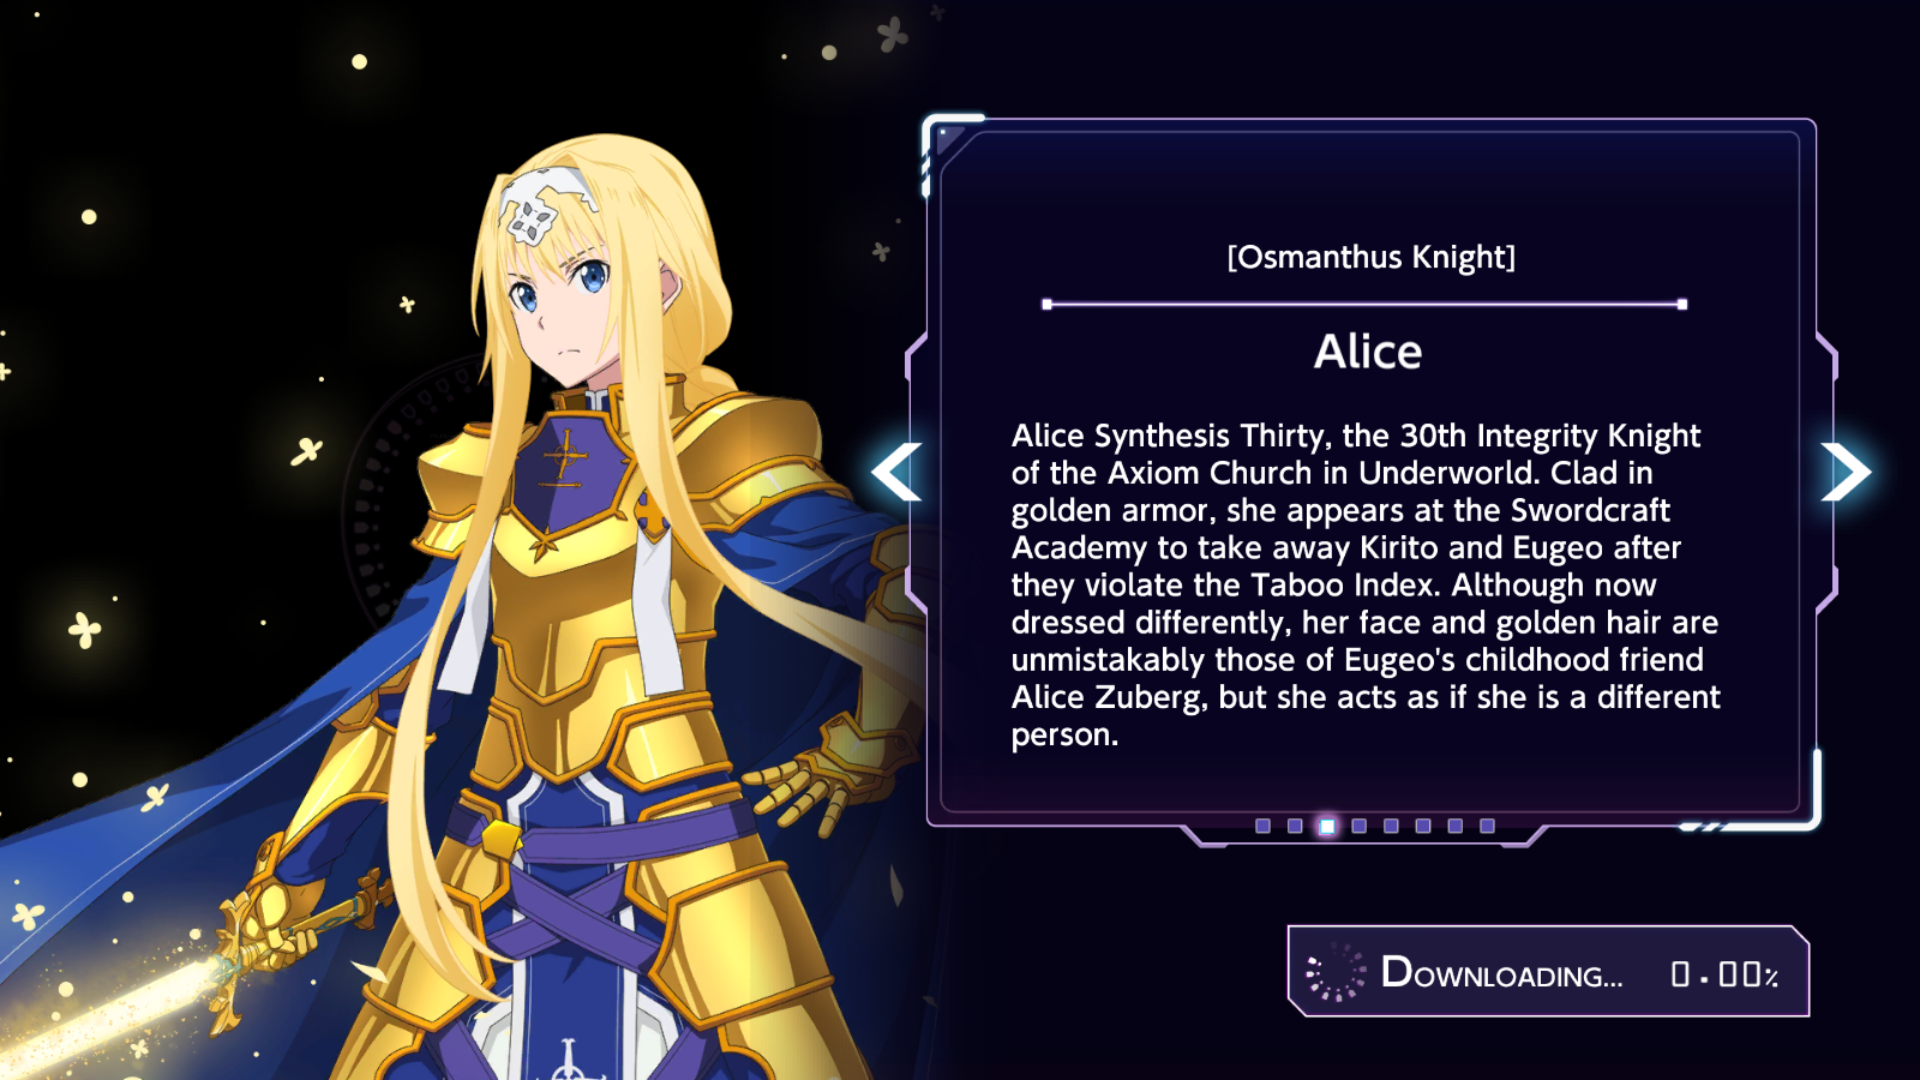 [Osmanthus Knight]
Alice
Alice Synthesis Thirty, the 30th Integrity Knight
of the Axiom Church in Underworld. Clad in
golden armor, she appears at the Swordcraft
Academy to take away Kirito and Eugeo after
they violate the Taboo Index. Although now
dressed differently, her face and golden hair are
unmistakably those of Eugeo's childhood friend
Alice Zuberg, but she acts as if she is a different
person.
Downloading... 0.00%